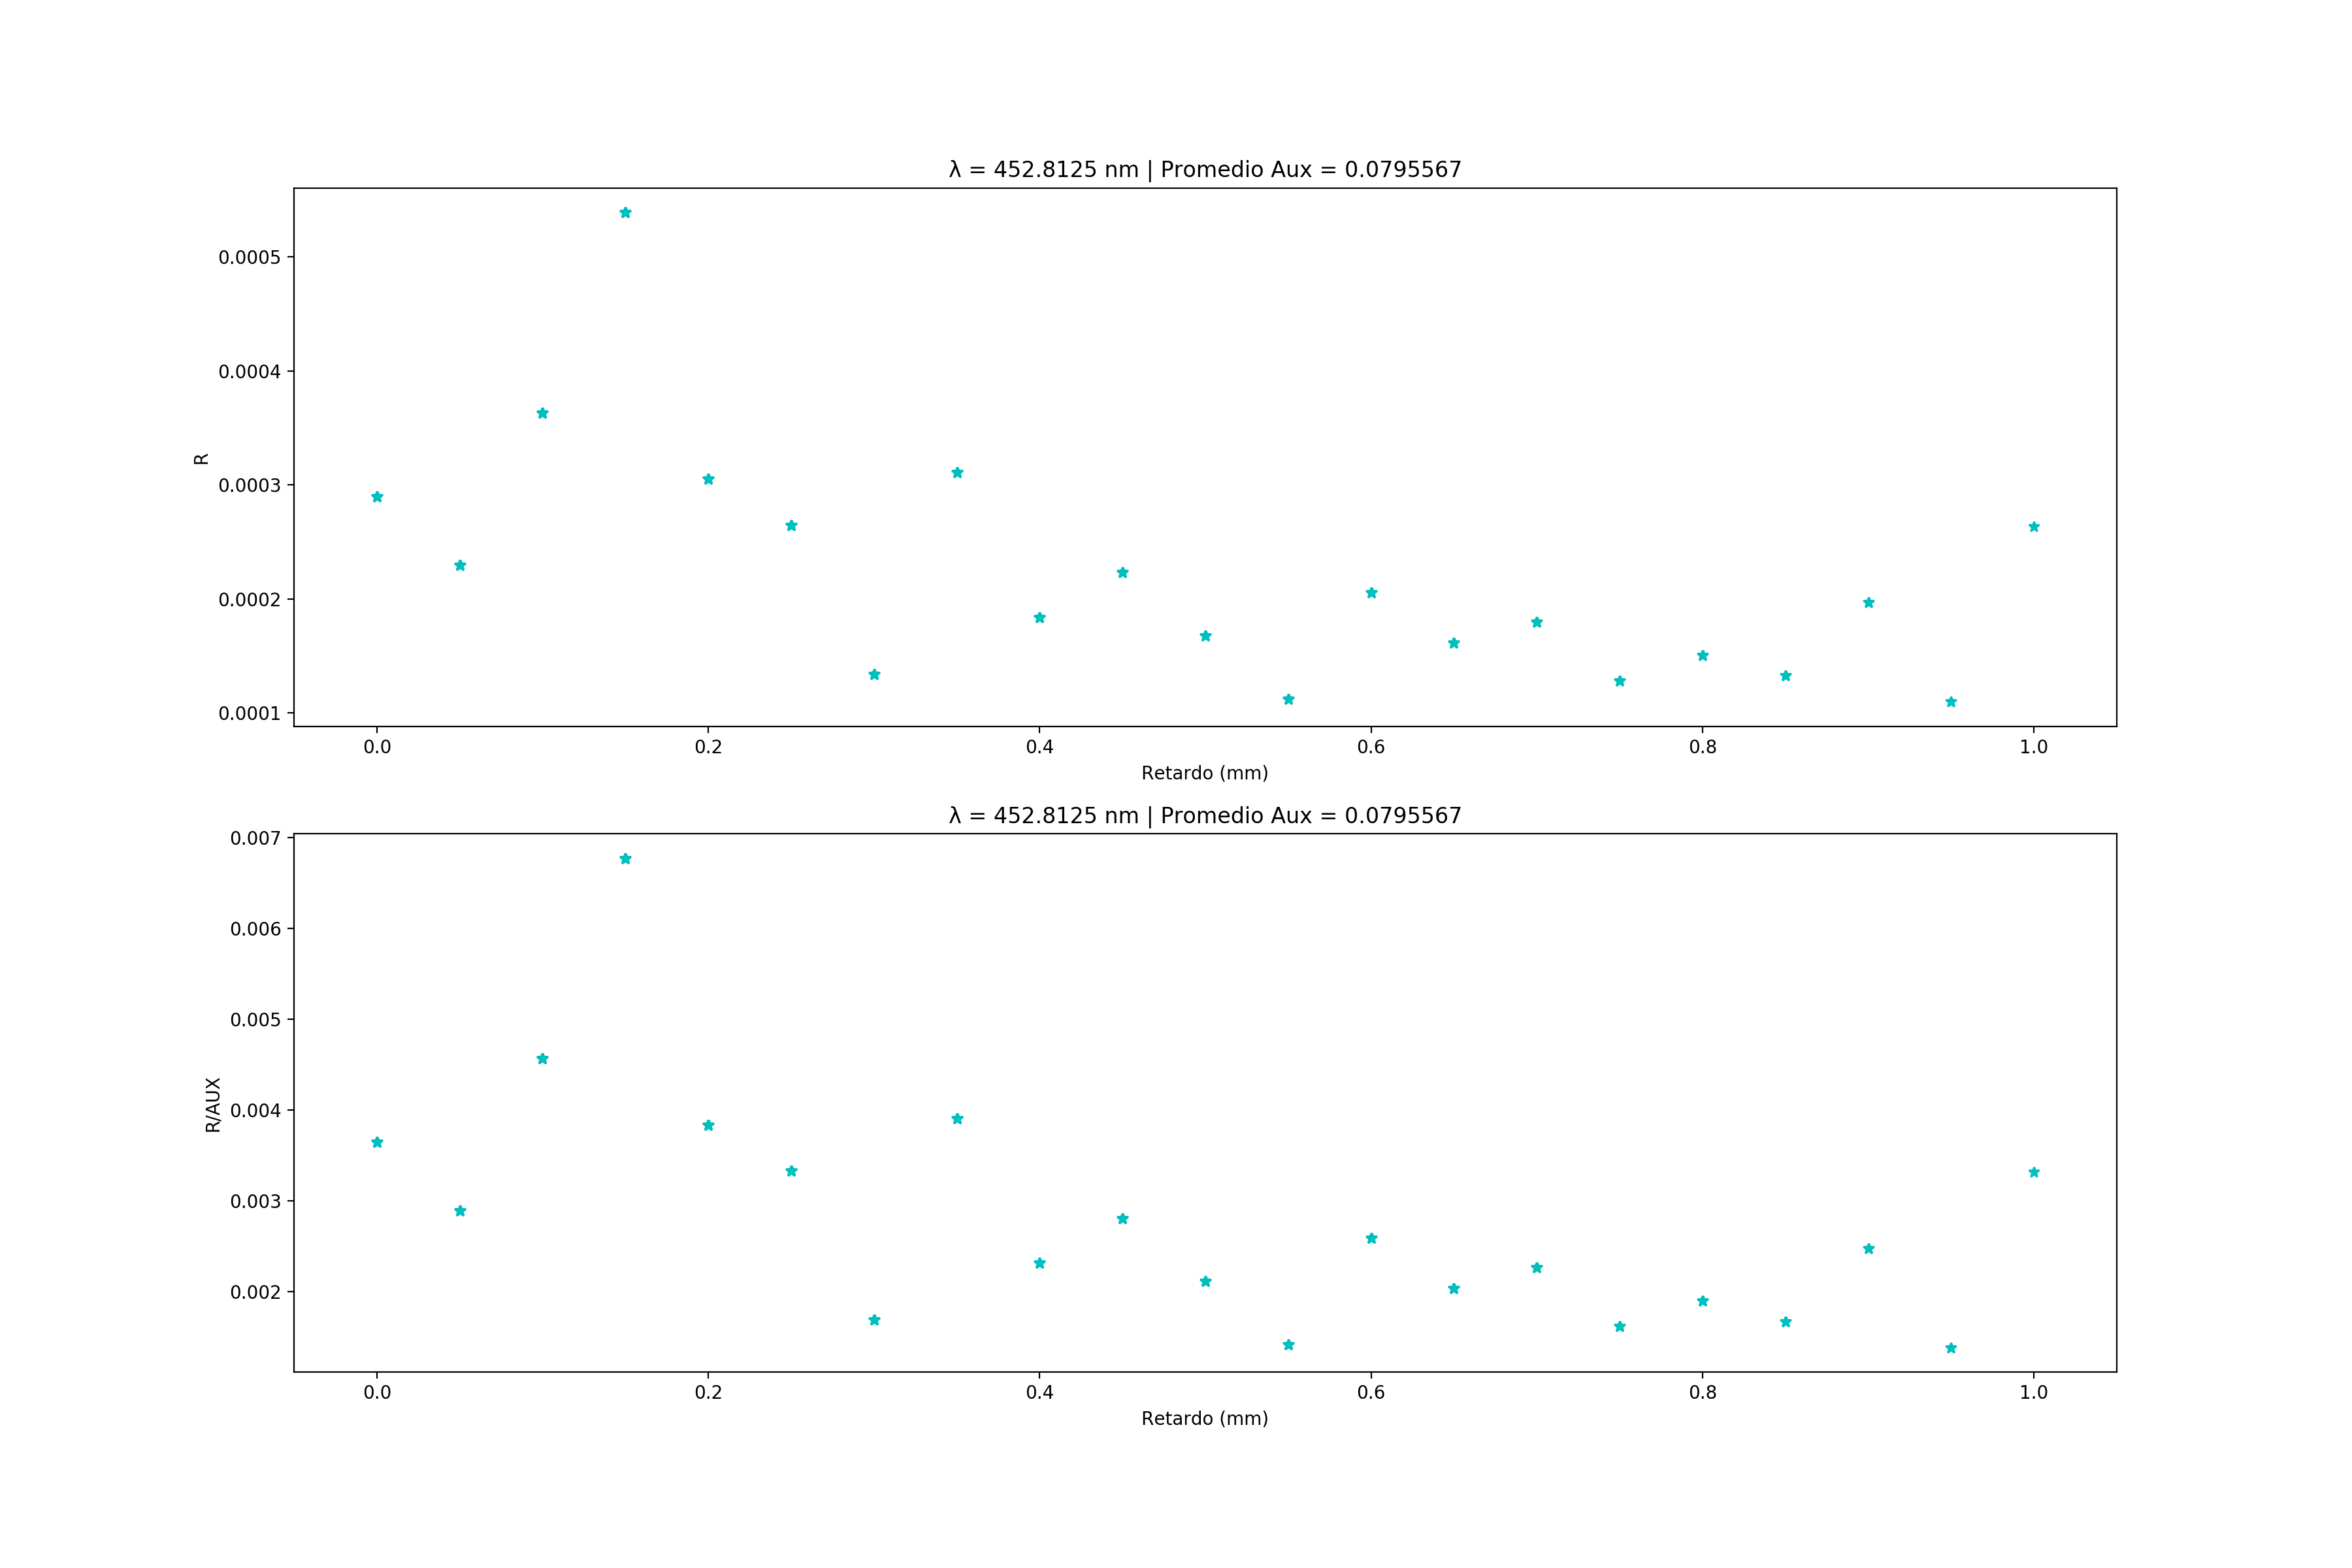 λ = 452.8125 nm | Promedio Aux = 0.0795567
0.0005
0.0004
0.0003
0.0002
0.0001
R
0.0 0.2 0.4 0.6 0.8 1.0
Retardo (mm)
λ = 452.8125 nm | Promedio Aux = 0.0795567
0.007
0.006
0.005
0.004
0.003
0.002
R/AUX
0.0 0.2 0.4 0.6 0.8 1.0
Retardo (mm)